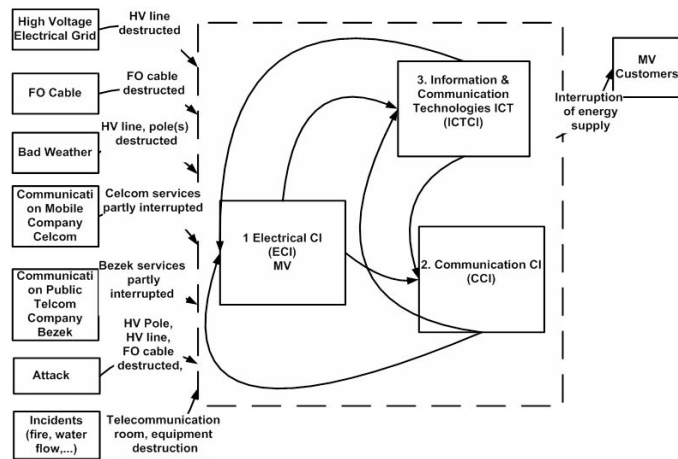 High Voltage
Electrical Grid
HV line
destructed
FO Cable
FO cable
destructed
Bad Weather
HV line, pole(s)
destructed
Communicati
on Mobile
Company
Celcom
Celcom services
partly interrupted
Communicati
on Public
Telcom
Company
Bezek
Bezek services
partly
interrupted
Attack
HV Pole,
HV line,
FO cable
destructed,
Incidents
(fire, water
flow,...)
Telecommunication
room, equipment
destruction
1 Electrical CI
(ECI)
MV
3. Information &
Communication
Technologies ICT
(ICTCI)
2. Communication CI
(CCI)
Interruption
of energy
supply
MV
Customers